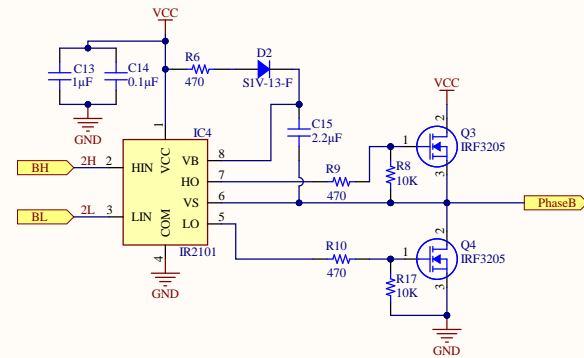 VCC
C13
1µF
C14
0.1µF
GND
R6
470
D2
S1V-13-F
C15
2.2µF
IC4
1
VCC
BH
2H
2
HIN
VB
8
HO
7
VS
6
BL
2L
3
LIN
LO
5
COM
4
IR2101
GND
R9
470
R8
10K
VCC
2
1
3
Q3
IRF3205
PhaseB
R10
470
R17
10K
2
1
3
Q4
IRF3205
GND